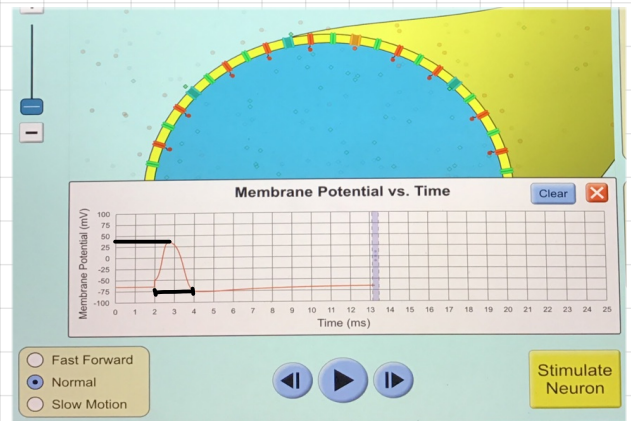 Membrane Potential vs. Time
Clear
Membrane Potential (mV)
100
75
50
25
0
-25
-50
-75
-100
0 1 2 3 4 5 6 7 8 9 10 11 12 13 14 15 16 17 18 19 20 21 22 23 24 25
Time (ms)
Fast Forward
Normal
Slow Motion
Stimulate
Neuron